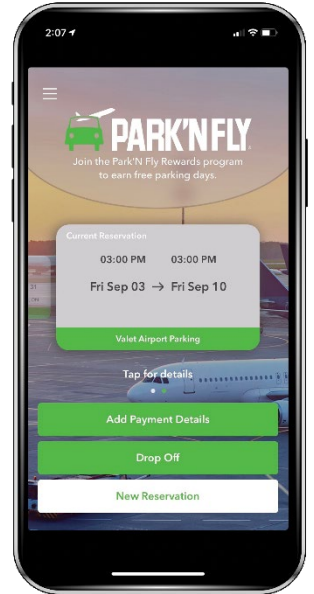 2:07
PARK'N FLY
Join the Park'N Fly Rewards program
to earn free parking days.
Current Reservation
03:00 PM 03:00 PM
Fri Sep 03 → Fri Sep 10
Valet Airport Parking
Tap for details
Add Payment Details
Drop Off
New Reservation